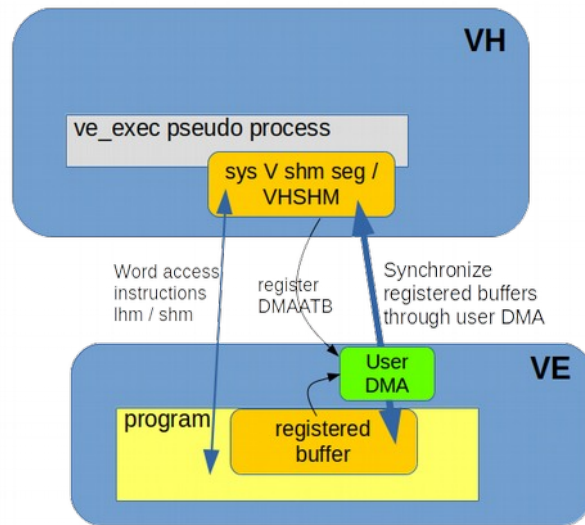 VH
ve_exec pseudo process
sys V shm seg /
VHSHM
Word access
instructions
lhm / shm
register
DMAATB
Synchronize
registered buffers
through user DMA
User
DMA
VE
program
registered
buffer